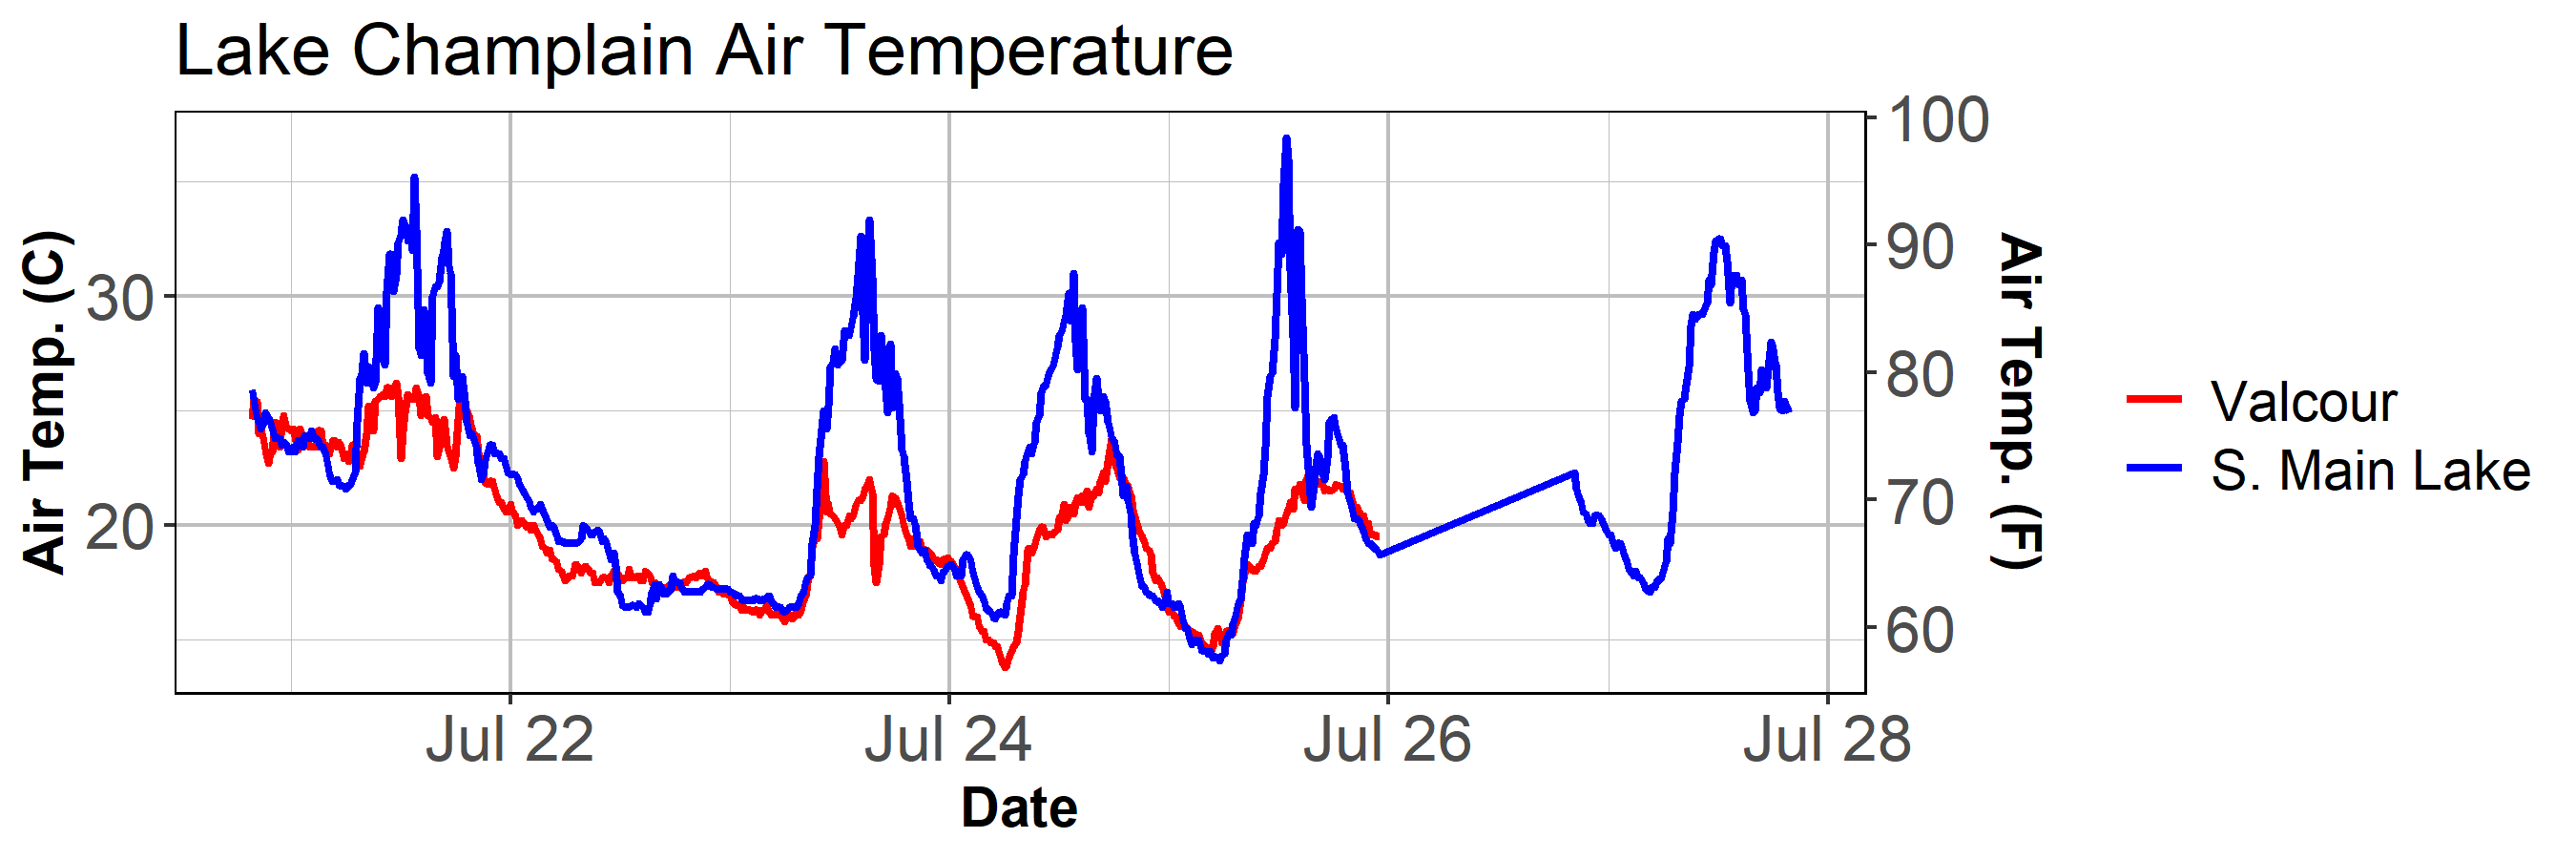 Lake Champlain Air Temperature
Air Temp. (C)
30
20
100
90
80
70
60
Air Temp. (F)
Jul 22
Jul 24
Jul 26
Jul 28
Date
Valcour
S. Main Lake